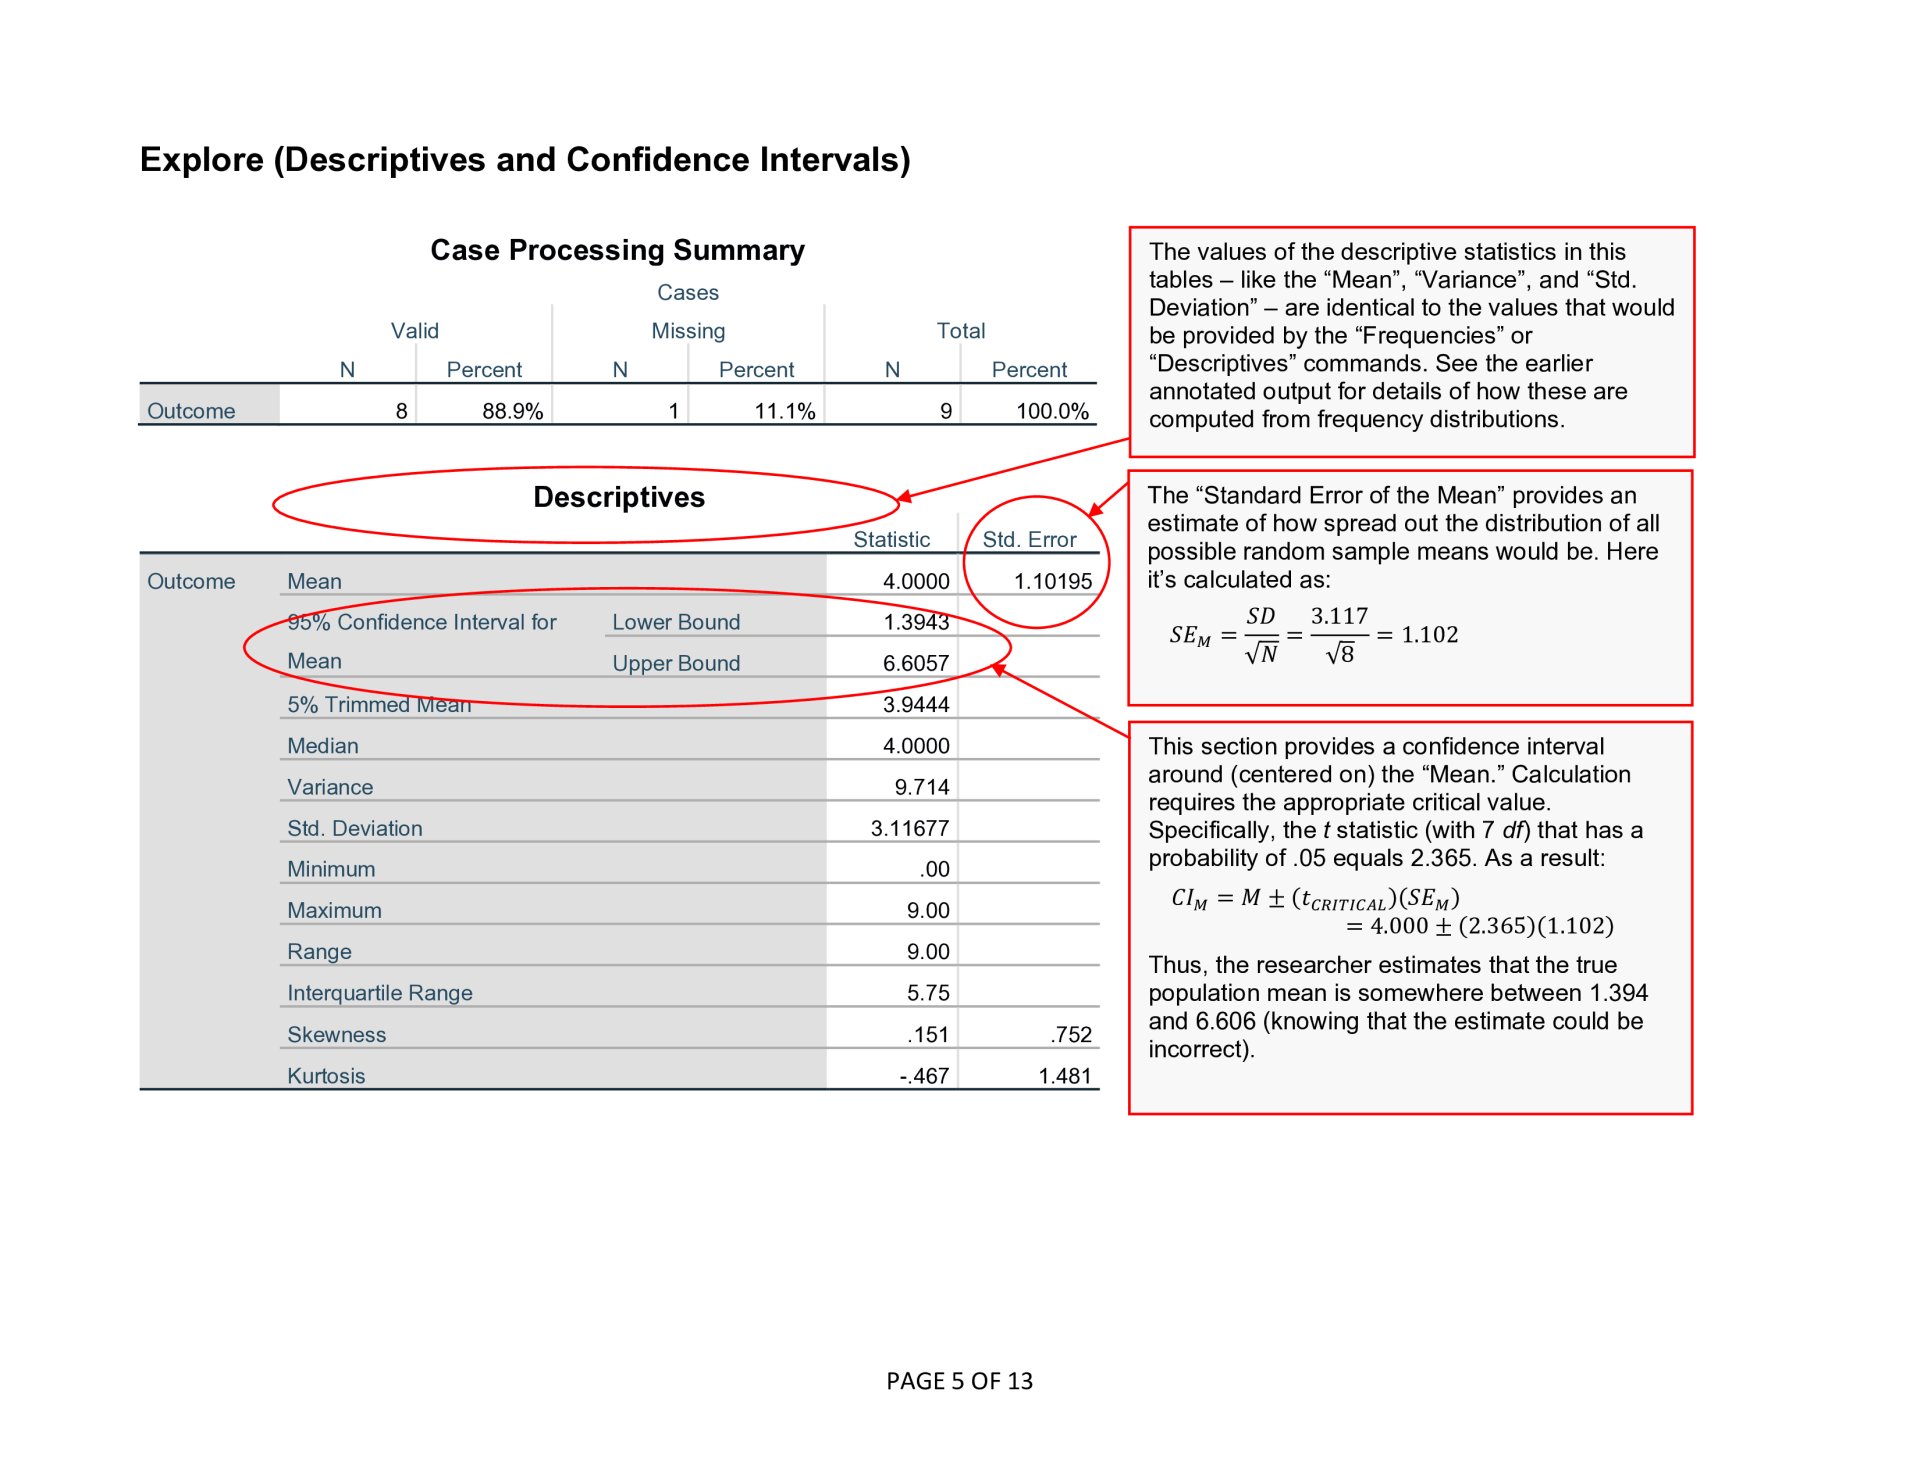 Explore (Descriptives and Confidence Intervals)
Case Processing Summary
Cases
Valid Missing Total
N Percent N Percent N Percent
Outcome 8 88.9% 1 11.1% 9 100.0%
Descriptives
Statistic Std. Error
Outcome Mean 4.0000 1.10195
95% Confidence Interval for Lower Bound 1.3943
Mean Upper Bound 6.6057
5% Trimmed Mean 3.9444
Median 4.0000
Variance 9.714
Std. Deviation 3.11677
Minimum .00
Maximum 9.00
Range 9.00
Interquartile Range 5.75
Skewness .151 .752
Kurtosis -.467 1.481
The values of the descriptive statistics in this
tables – like the “Mean”, “Variance”, and “Std.
Deviation” – are identical to the values that would
be provided by the “Frequencies” or
“Descriptives” commands. See the earlier
annotated output for details of how these are
computed from frequency distributions.
The “Standard Error of the Mean” provides an
estimate of how spread out the distribution of all
possible random sample means would be. Here
it’s calculated as:
SE_M = SD/√N = 3.117/√8 = 1.102
This section provides a confidence interval
around (centered on) the “Mean.” Calculation
requires the appropriate critical value.
Specifically, the t statistic (with 7 df) that has a
probability of .05 equals 2.365. As a result:
CI_M = M ± (t_CRITICAL)(SE_M)
= 4.000 ± (2.365)(1.102)
Thus, the researcher estimates that the true
population mean is somewhere between 1.394
and 6.606 (knowing that the estimate could be
incorrect).
PAGE 5 OF 13